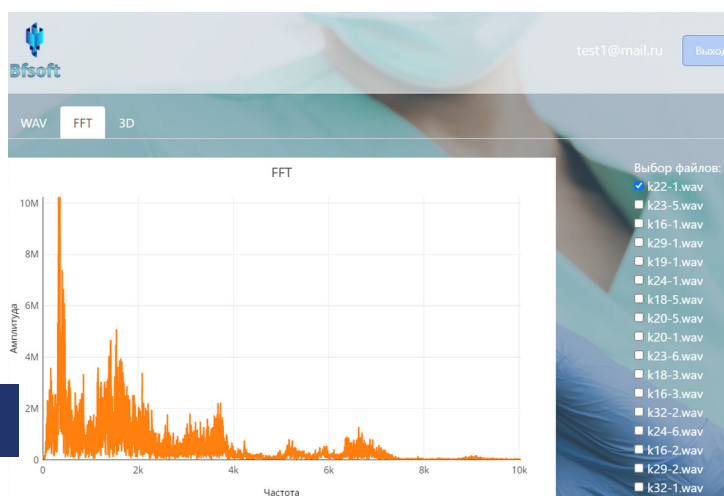 Bfsoft
test1@mail.ru
Выход
WAV
FFT
3D
FFT
10M
8M
6M
4M
2M
0
Амплитуда
0
2k
4k
6k
8k
10k
Частота
Выбор файлов:
k22-1.wav
k23-5.wav
k16-1.wav
k29-1.wav
k19-1.wav
k24-1.wav
k18-5.wav
k20-5.wav
k20-1.wav
k23-6.wav
k18-3.wav
k16-3.wav
k32-2.wav
k24-6.wav
k16-2.wav
k29-2.wav
k32-1.wav